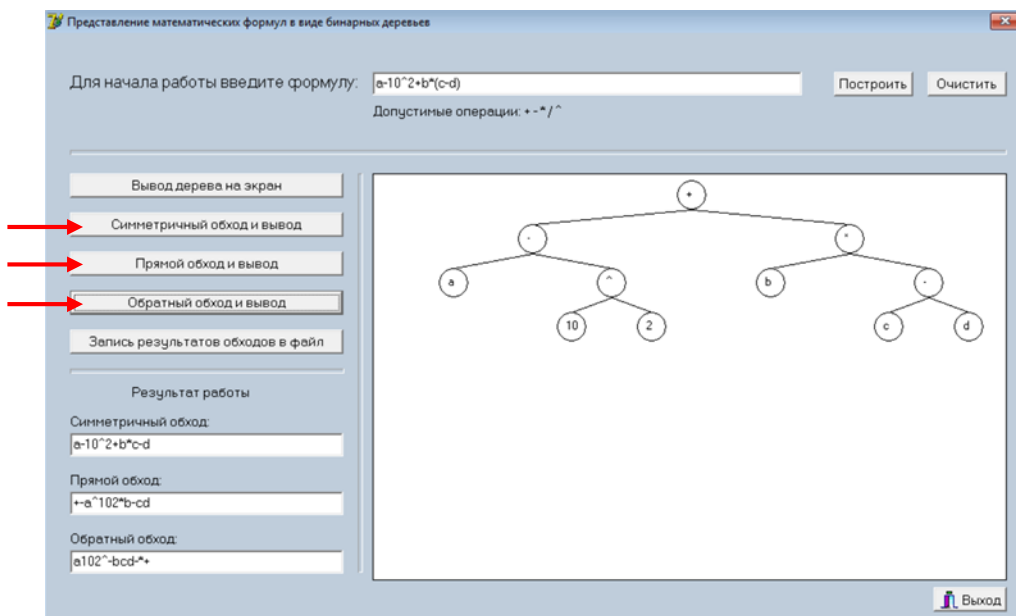 Представление математических формул в виде бинарных деревьев
Для начала работы введите формулу: a-10^2+b*(c-d) Построить Очистить
Допустимые операции: + - * / ^
Вывод дерева на экран
Симметричный обход и вывод
Прямой обход и вывод
Обратный обход и вывод
Запись результатов обходов в файл
Результат работы
Симметричный обход:
a-10^2+b*c-d
Прямой обход:
+-a^102*b-cd
Обратный обход:
a102^-bcd-*+
+
- *
a ^ b -
10 2 c d
Выход